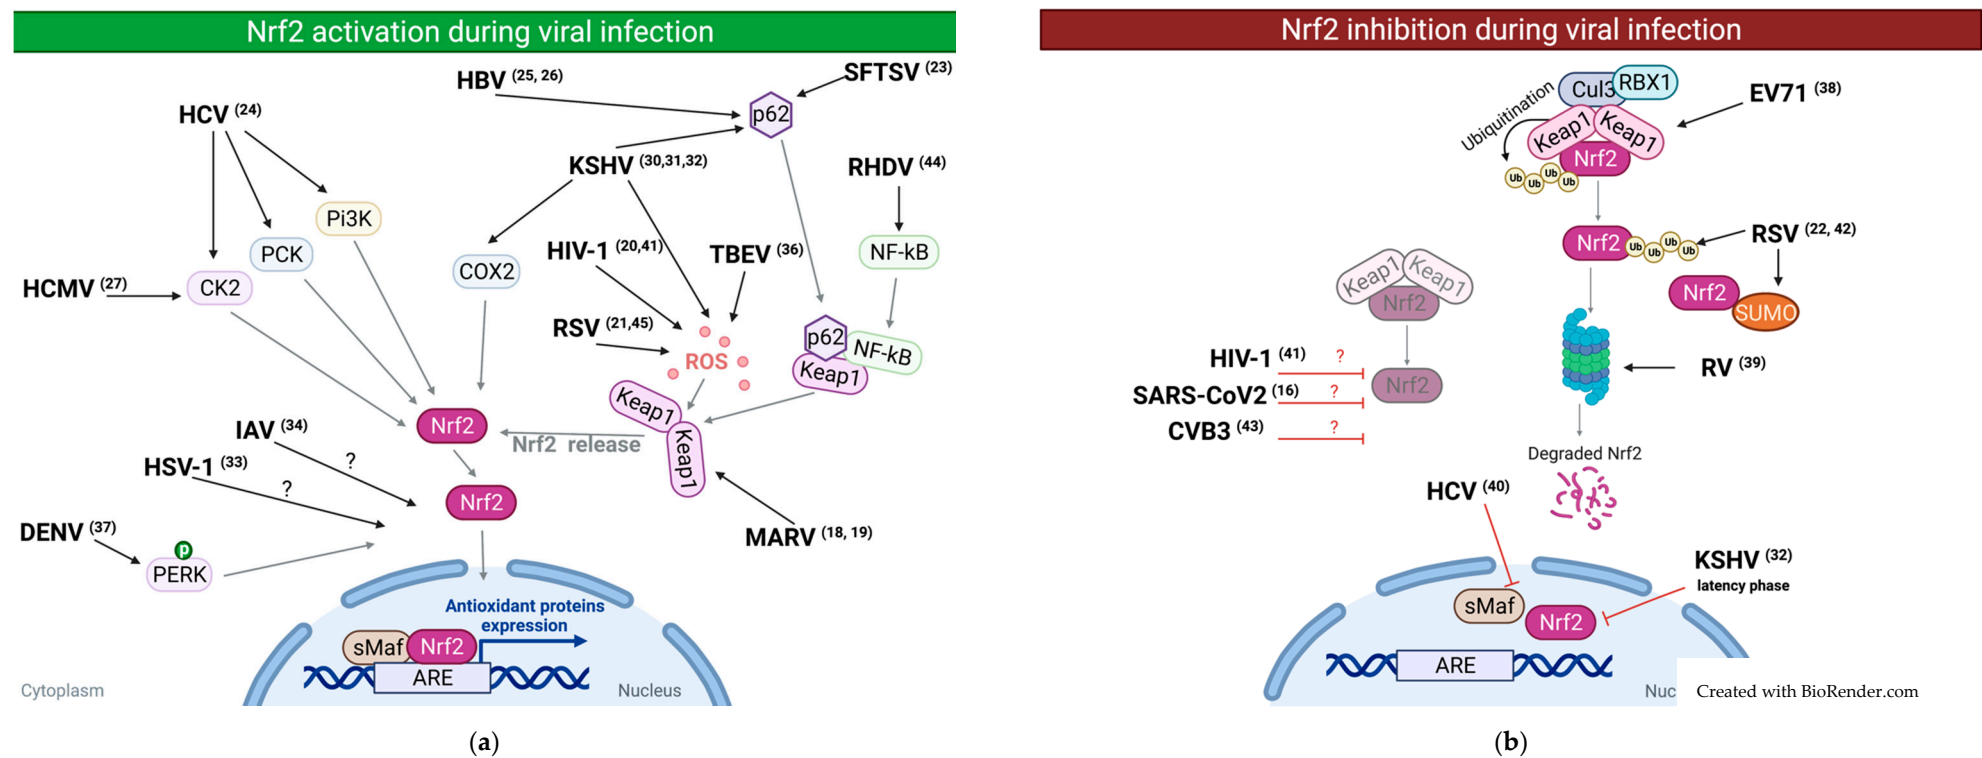 Nrf2 activation during viral infection
HBV (25, 26)
SFTSV (23)
HCV (24)
p62
KSHV (30,31,32)
RHDV (44)
Pi3K
PCK
COX2
HIV-1 (20,41)
TBEV (36)
NF-kB
HCMV (27)
CK2
RSV (21,45)
ROS
p62
NF-kB
Keap1
Keap1
Keap1
Nrf2
Nrf2 release
IAV (34)
?
HSV-1 (33)
?
Nrf2
DENV (37)
p
PERK
MARV (18, 19)
Antioxidant proteins
expression
sMaf
Nrf2
ARE
Cytoplasm
Nucleus
(a)
Nrf2 inhibition during viral infection
Cul3
RBX1
EV71 (38)
Ubiquitination
Keap1
Keap1
Nrf2
Ub
Ub
Ub
Ub
Nrf2
Ub
Ub
Ub
Ub
RSV (22, 42)
Nrf2
SUMO
Keap1
Keap1
Nrf2
HIV-1 (41)
?
Nrf2
SARS-CoV2 (16)
?
CVB3 (43)
?
RV (39)
Degraded Nrf2
HCV (40)
KSHV (32)
latency phase
sMaf
Nrf2
ARE
Nuc
Created with BioRender.com
(b)